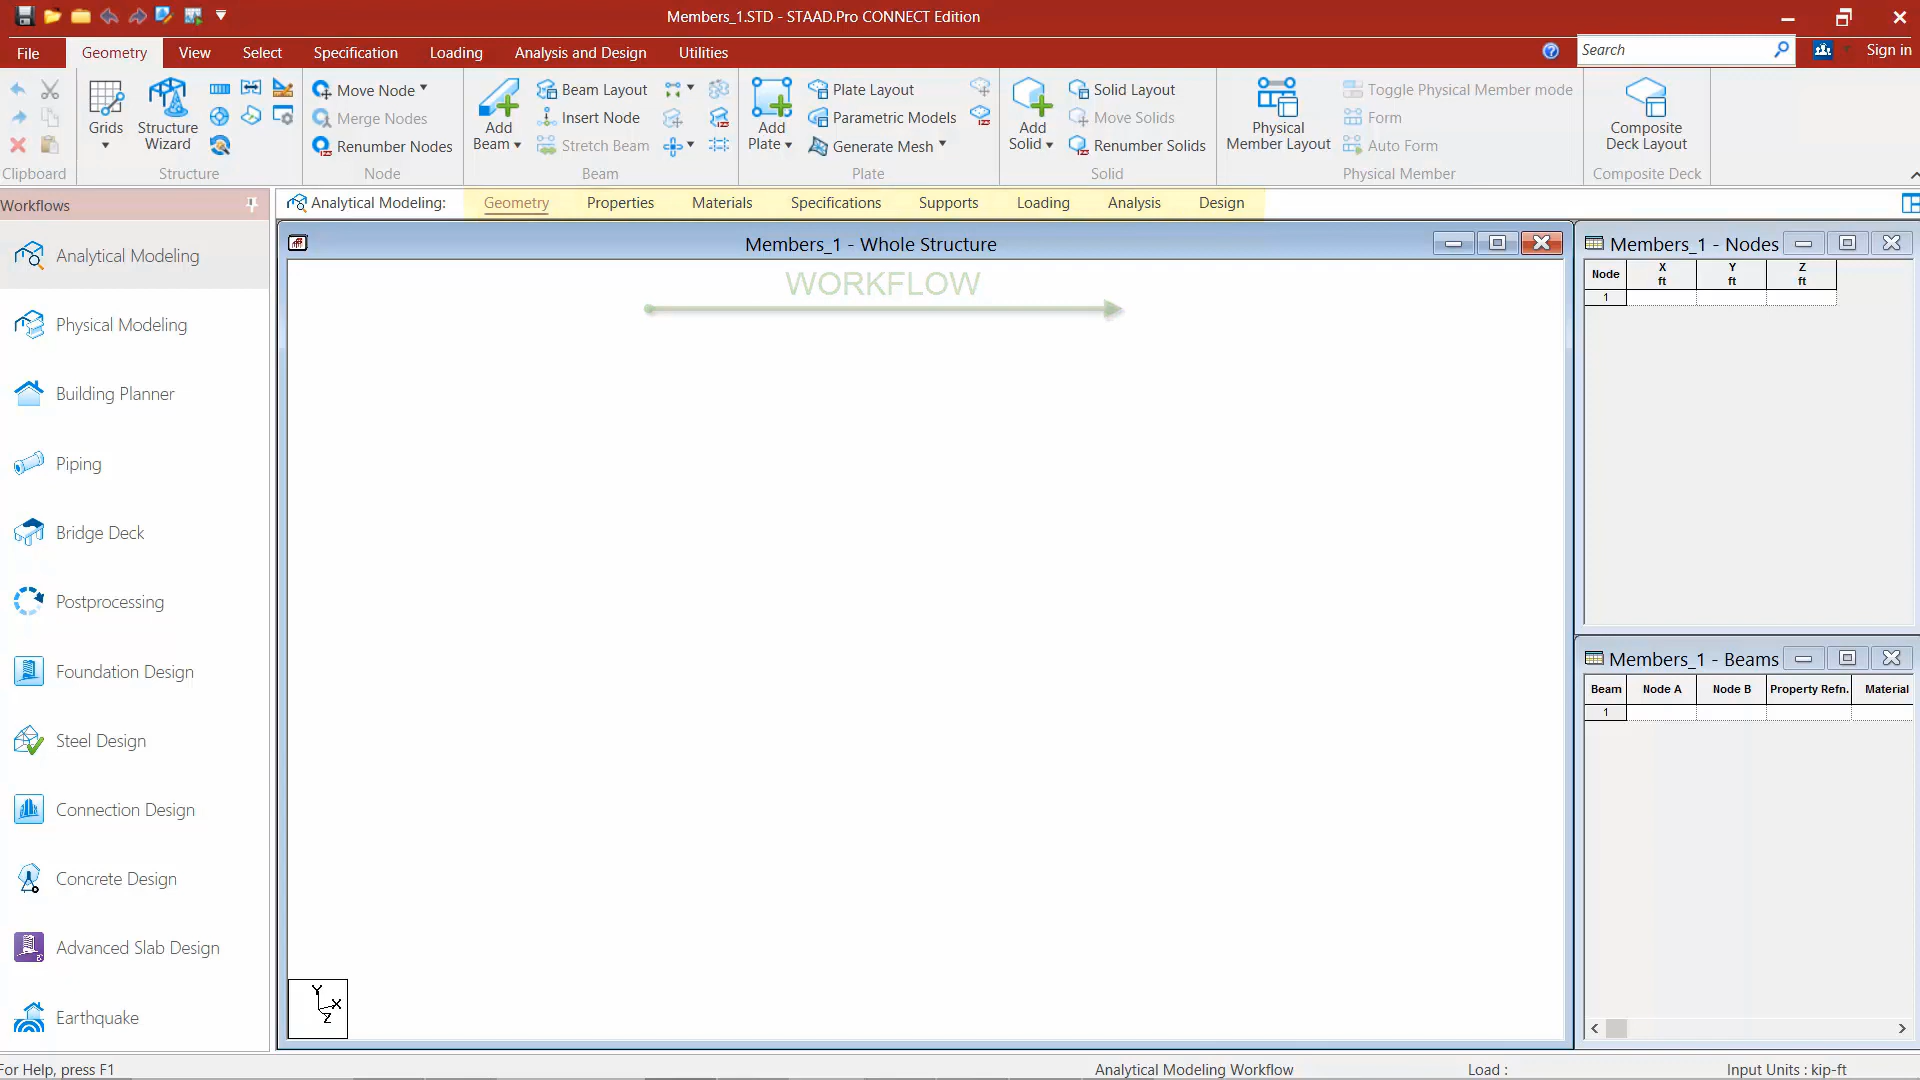 Members_1.STD - STAAD.Pro CONNECT Edition
File
Geometry
View
Select
Specification
Loading
Analysis and Design
Utilities
Search
Sign in
Clipboard
Grids
Structure
Wizard
Structure
Move Node
Merge Nodes
Renumber Nodes
Node
Add
Beam
Beam Layout
Insert Node
Stretch Beam
Beam
Add
Plate
Plate Layout
Parametric Models
Generate Mesh
Plate
Add
Solid
Solid Layout
Move Solids
Renumber Solids
Solid
Physical
Member Layout
Toggle Physical Member mode
Form
Auto Form
Physical Member
Composite
Deck Layout
Composite Deck
Workflows
Analytical Modeling
Physical Modeling
Building Planner
Piping
Bridge Deck
Postprocessing
Foundation Design
Steel Design
Connection Design
Concrete Design
Advanced Slab Design
Earthquake
Analytical Modeling:
Geometry
Properties
Materials
Specifications
Supports
Loading
Analysis
Design
Members_1 - Whole Structure
WORKFLOW
Y
X
Z
Members_1 - Nodes
Node
X
ft
Y
ft
Z
ft
1
Members_1 - Beams
Beam
Node A
Node B
Property Refn.
Material
1
For Help, press F1
Analytical Modeling Workflow
Load :
Input Units : kip-ft